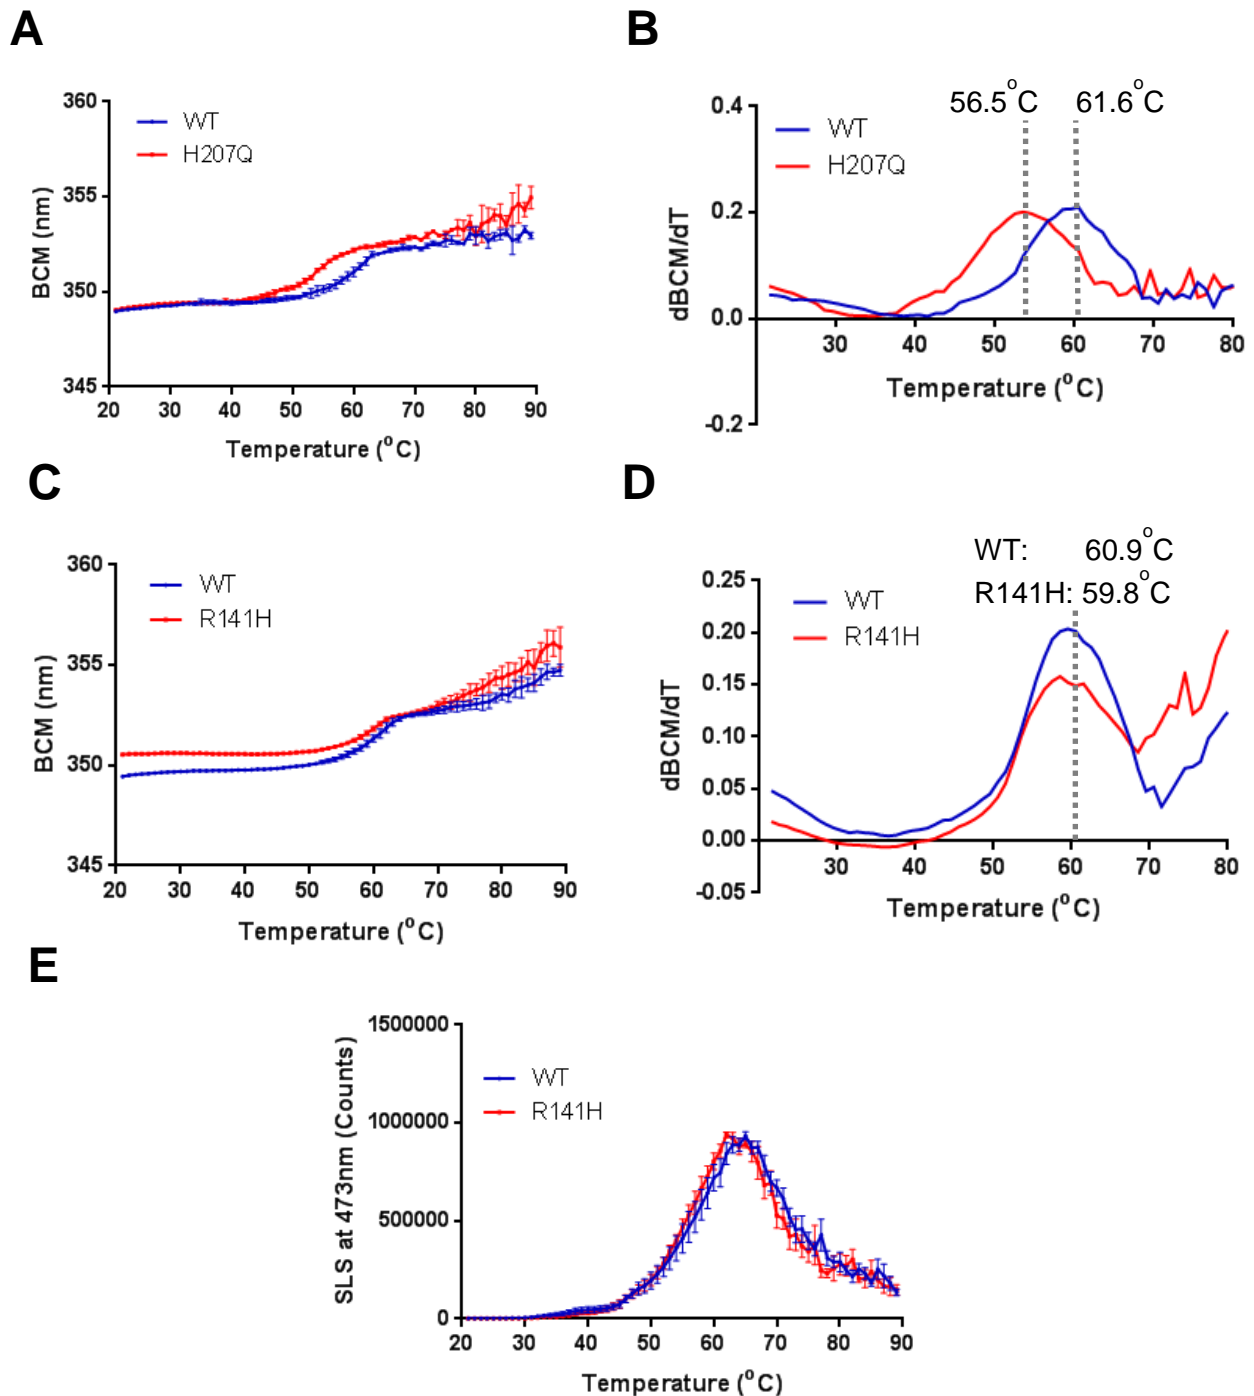 A
B
56.5°C 61.6°C
WT
H207Q
360
355
350
345
BCM (nm)
20 30 40 50 60 70 80 90
Temperature (°C)
WT
H207Q
0.4
0.2
0.0
-0.2
dBCM/dT
30 40 50 60 70 80
Temperature (°C)
C
D
WT
R141H
360
355
350
345
BCM (nm)
20 30 40 50 60 70 80 90
Temperature (°C)
WT: 60.9°C
R141H: 59.8°C
WT
R141H
0.25
0.20
0.15
0.10
0.05
0.00
-0.05
dBCM/dT
30 40 50 60 70 80
Temperature (°C)
E
WT
R141H
1500000
1000000
500000
0
SLS at 473nm (Counts)
20 30 40 50 60 70 80 90
Temperature (°C)